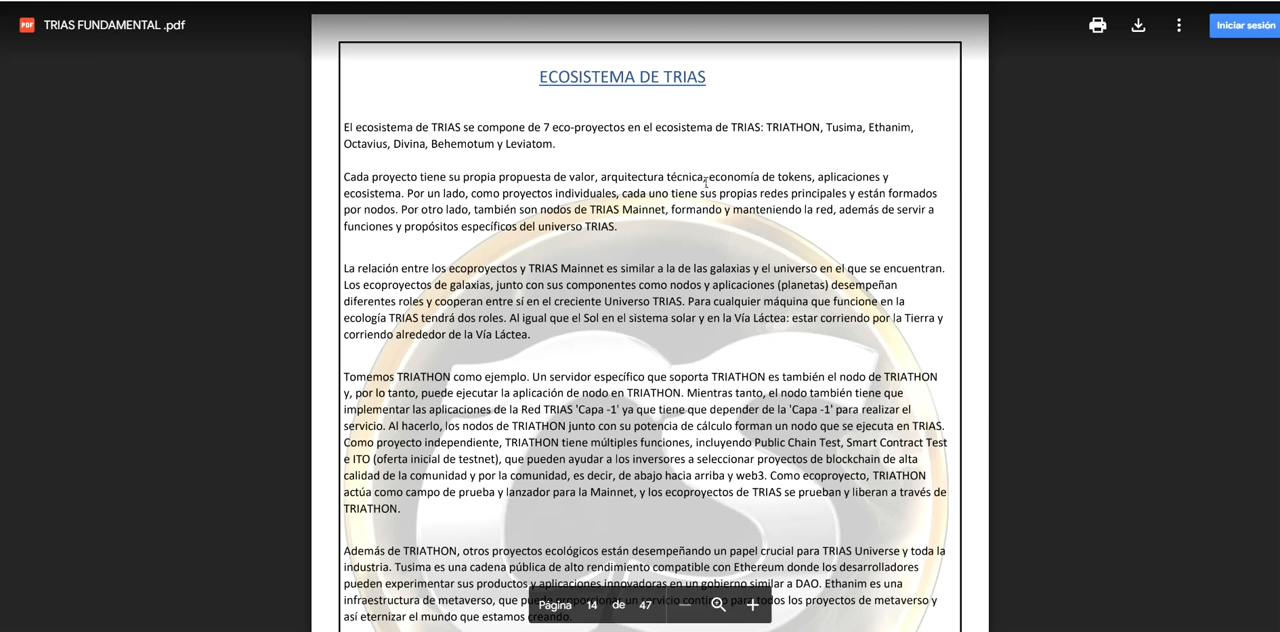 PDF TRIAS FUNDAMENTAL .pdf
Iniciar sesión
ECOSISTEMA DE TRIAS
El ecosistema de TRIAS se compone de 7 eco-proyectos en el ecosistema de TRIAS: TRIATHON, Tusima, Ethanim,
Octavius, Divina, Behemotum y Leviatom.
Cada proyecto tiene su propia propuesta de valor, arquitectura técnica, economía de tokens, aplicaciones y
ecosistema. Por un lado, como proyectos individuales, cada uno tiene sus propias redes principales y están formados
por nodos. Por otro lado, también son nodos de TRIAS Mainnet, formando y manteniendo la red, además de servir a
funciones y propósitos específicos del universo TRIAS.
La relación entre los ecoproyectos y TRIAS Mainnet es similar a la de las galaxias y el universo en el que se encuentran.
Los ecoproyectos de galaxias, junto con sus componentes como nodos y aplicaciones (planetas) desempeñan
diferentes roles y cooperan entre sí en el creciente Universo TRIAS. Para cualquier máquina que funcione en la
ecología TRIAS tendrá dos roles. Al igual que el Sol en el sistema solar y en la Vía Láctea: estar corriendo por la Tierra y
corriendo alrededor de la Vía Láctea.
Tomemos TRIATHON como ejemplo. Un servidor específico que soporta TRIATHON es también el nodo de TRIATHON
y, por lo tanto, puede ejecutar la aplicación de nodo en TRIATHON. Mientras tanto, el nodo también tiene que
implementar las aplicaciones de la Red TRIAS 'Capa -1' ya que tiene que depender de la 'Capa -1' para realizar el
servicio. Al hacerlo, los nodos de TRIATHON junto con su potencia de cálculo forman un nodo que se ejecuta en TRIAS.
Como proyecto independiente, TRIATHON tiene múltiples funciones, incluyendo Public Chain Test, Smart Contract Test
e ITO (oferta inicial de testnet), que pueden ayudar a los inversores a seleccionar proyectos de blockchain de alta
calidad de la comunidad y por la comunidad, es decir, de abajo hacia arriba y web3. Como ecoproyecto, TRIATHON
actúa como campo de prueba y lanzador para la Mainnet, y los ecoproyectos de TRIAS se prueban y liberan a través de
TRIATHON.
Además de TRIATHON, otros proyectos ecológicos están desempeñando un papel crucial para TRIAS Universe y toda la
industria. Tusima es una cadena pública de alto rendimiento compatible con Ethereum donde los desarrolladores
pueden experimentar sus productos y aplicaciones innovadoras en un gobierno similar a DAO. Ethanim es una
infraestructura de metaverso, que puede proporcionar un servicio continuo para todos los proyectos de metaverso y
así eternizar el mundo que estamos creando.
Página 14 de 47